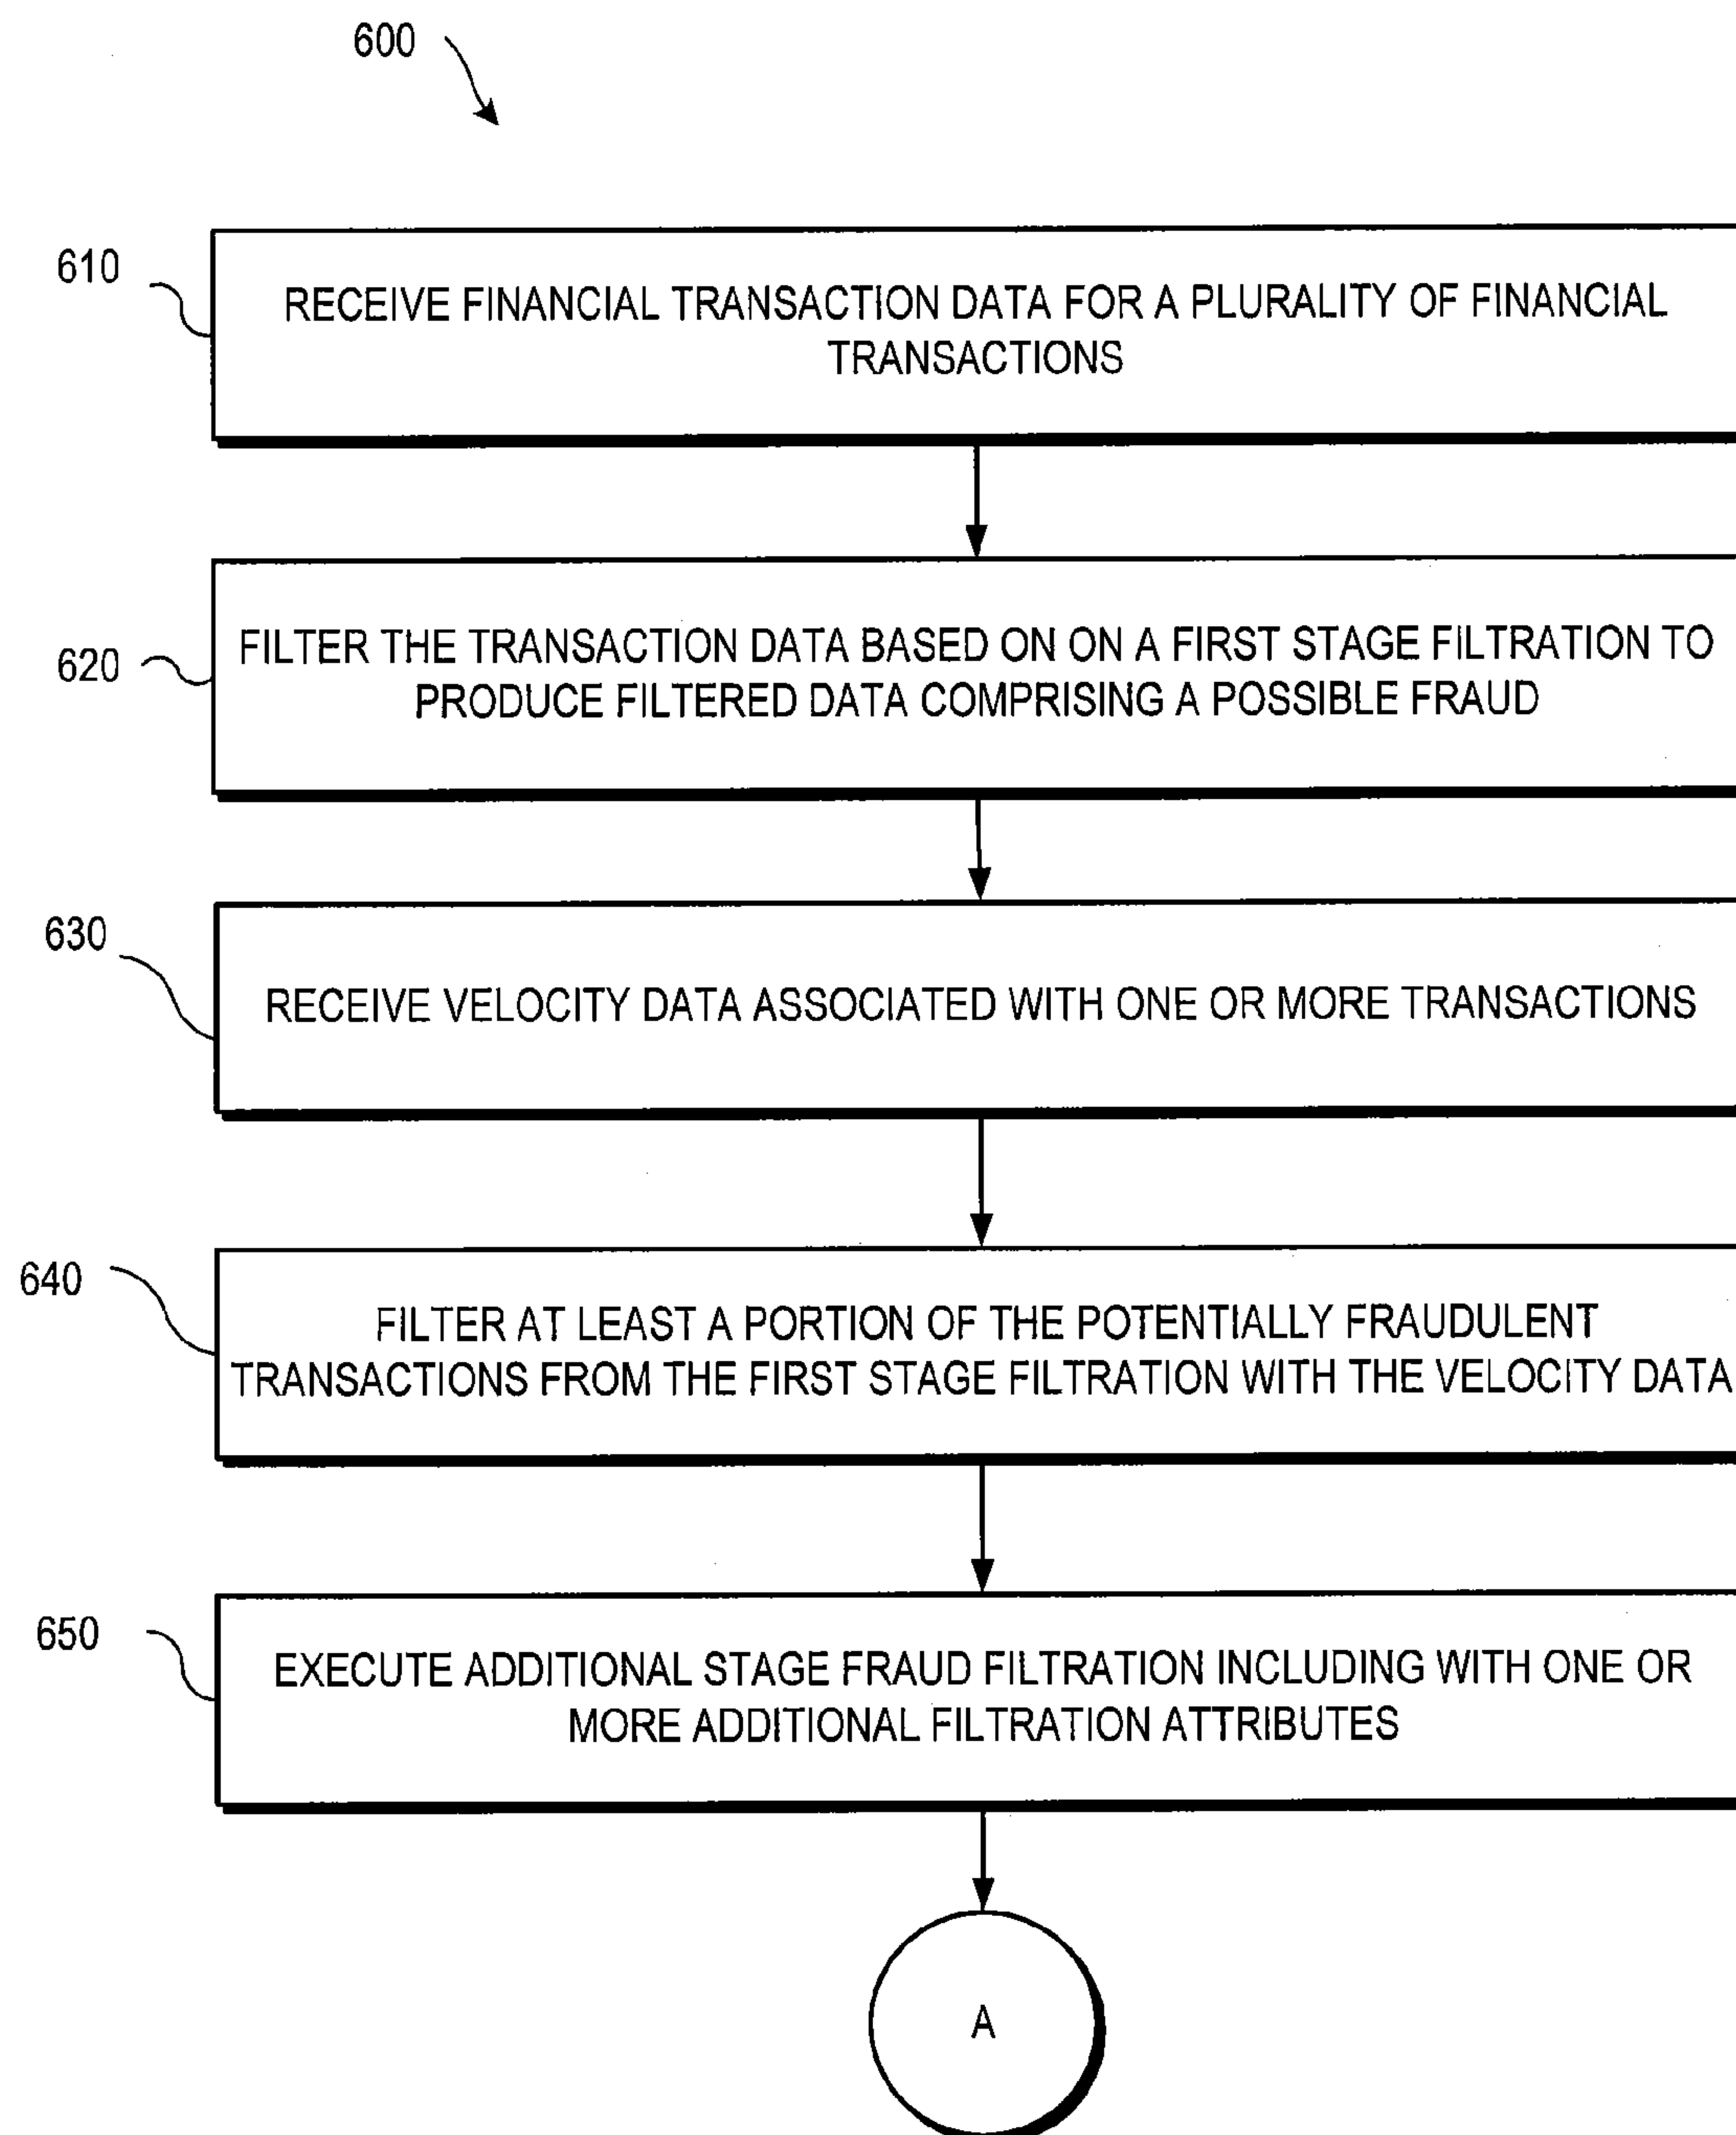 600
610
RECEIVE FINANCIAL TRANSACTION DATA FOR A PLURALITY OF FINANCIAL
TRANSACTIONS
620
FILTER THE TRANSACTION DATA BASED ON ON A FIRST STAGE FILTRATION TO
PRODUCE FILTERED DATA COMPRISING A POSSIBLE FRAUD
630
RECEIVE VELOCITY DATA ASSOCIATED WITH ONE OR MORE TRANSACTIONS
640
FILTER AT LEAST A PORTION OF THE POTENTIALLY FRAUDULENT
TRANSACTIONS FROM THE FIRST STAGE FILTRATION WITH THE VELOCITY DATA
650
EXECUTE ADDITIONAL STAGE FRAUD FILTRATION INCLUDING WITH ONE OR
MORE ADDITIONAL FILTRATION ATTRIBUTES
A